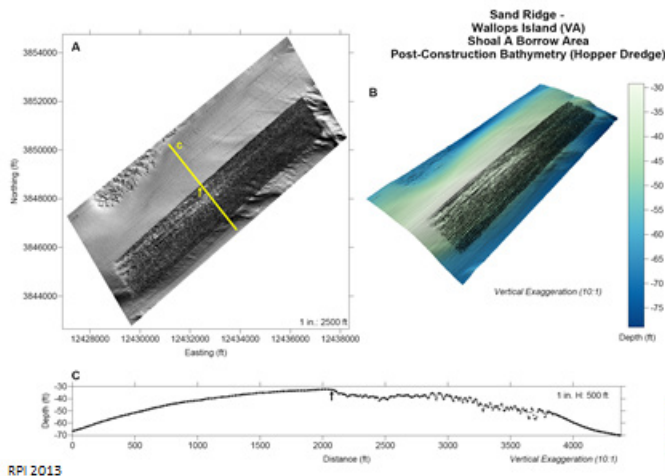 Sand Ridge -
Wallops Island (VA)
Shoal A Borrow Area
Post-Construction Bathymetry (Hopper Dredge)
A
3854000
3852000
3850000
3848000
3846000
3844000
Northing (ft)
C
1 in.: 2500 ft
12428000 12430000 12432000 12434000 12436000 12438000
Easting (ft)
B
-30
-35
-40
-45
-50
-55
-60
-65
-70
-75
Depth (ft)
Vertical Exaggeration (10:1)
C
-30
-40
-50
-60
-70
Depth (ft)
1 in. H: 500 ft
0 500 1000 1500 2000 2500 3000 3500 4000
Distance (ft)
Vertical Exaggeration (10:1)
RPI 2013